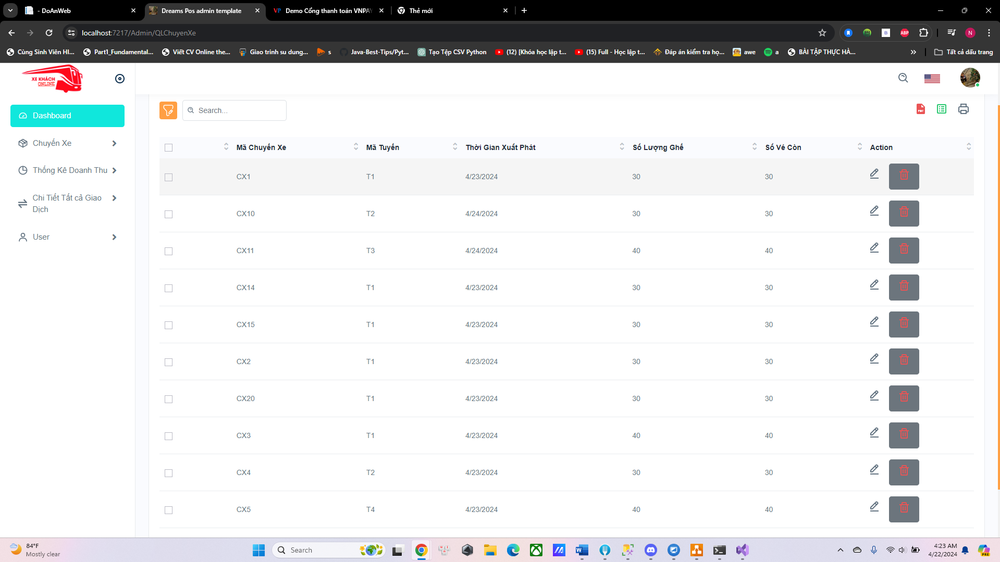 - DoAnWeb
Dreams Pos admin template
VP Demo Cổng thanh toán VNPAY
Thẻ mới
localhost:7217/Admin/QLChuyenXe
B
ABP
N
Cùng Sinh Viên HI...
Part1_Fundamental...
Viết CV Online the...
Giao trinh su dung...
s
Java-Best-Tips/Pyt...
Tạo Tệp CSV Python
(12) [Khóa học lập t...
(15) Full - Học lập t...
Đáp án kiểm tra họ...
awe
a
BÀI TẬP THỰC HÀ...
Tất cả dấu trang
XE KHÁCH
ONLINE
Dashboard
Chuyến Xe
Thống Kê Doanh Thu
Chi Tiết Tất cả Giao
Dịch
User
Search...
PDF
Mã Chuyến Xe Mã Tuyến Thời Gian Xuất Phát Số Lượng Ghế Số Vé Còn Action
CX1 T1 4/23/2024 30 30
CX10 T2 4/24/2024 30 30
CX11 T3 4/24/2024 40 40
CX14 T1 4/23/2024 30 30
CX15 T1 4/23/2024 30 30
CX2 T1 4/23/2024 30 30
CX20 T1 4/23/2024 30 30
CX3 T1 4/23/2024 40 40
CX4 T2 4/23/2024 30 30
CX5 T4 4/23/2024 40 40
84°F
Mostly clear
Search
4:23 AM
4/22/2024
PRE